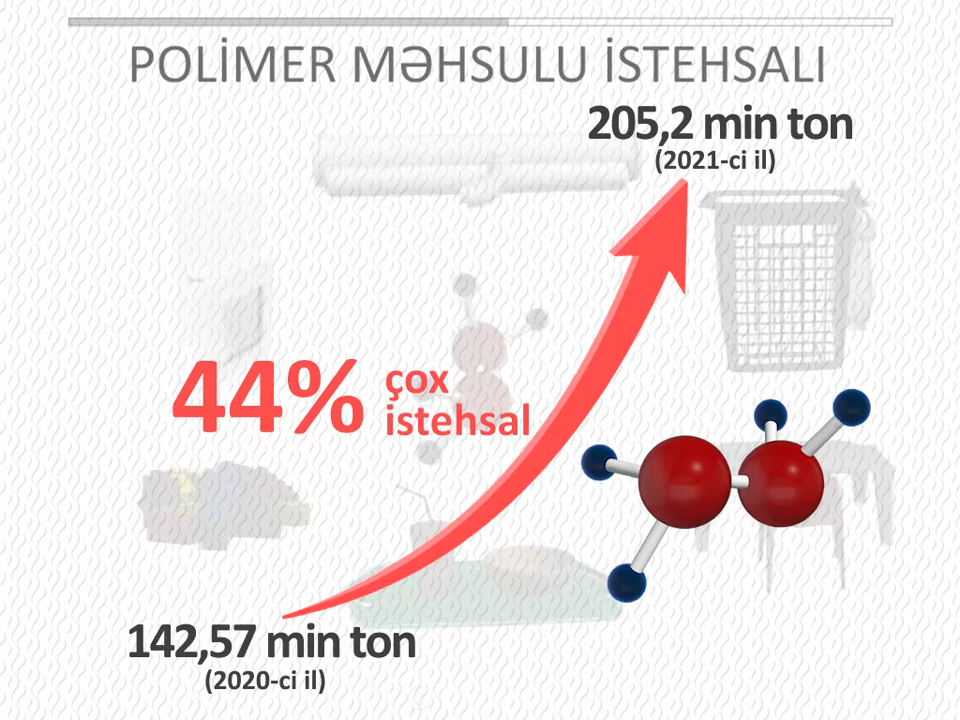 POLİMER MƏHSULU İSTEHSALI
205,2 min ton
(2021-ci il)
44% çox
istehsal
142,57 min ton
(2020-ci il)